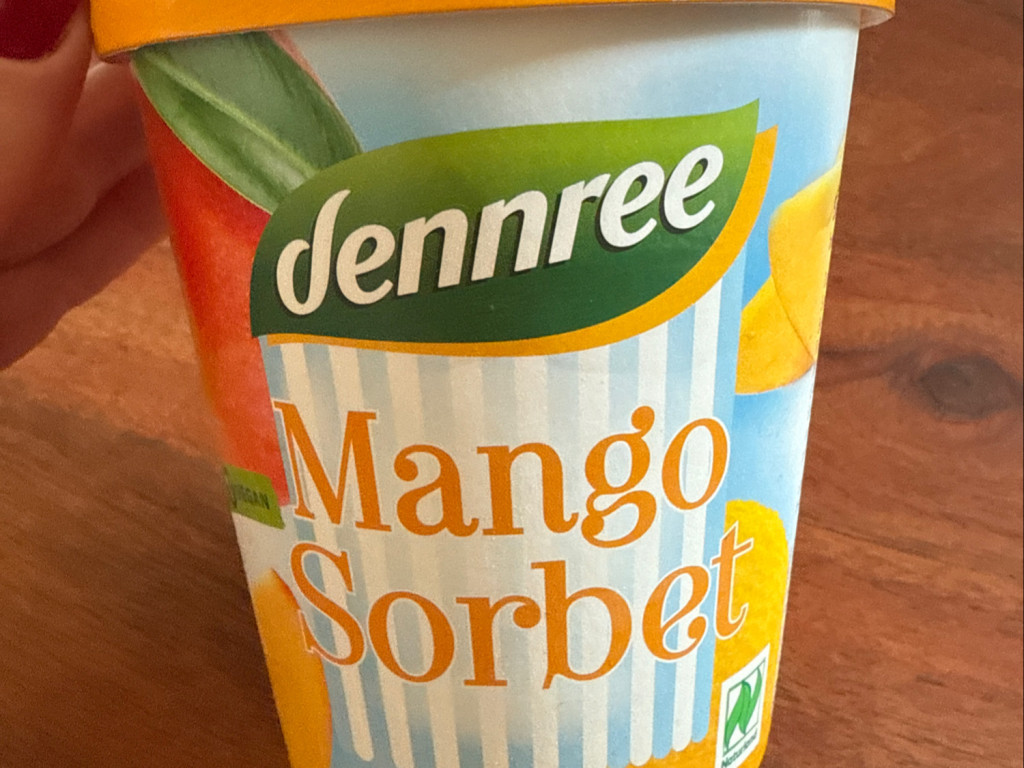 dennree
Mango
Sorbet
VEGAN
Naturland